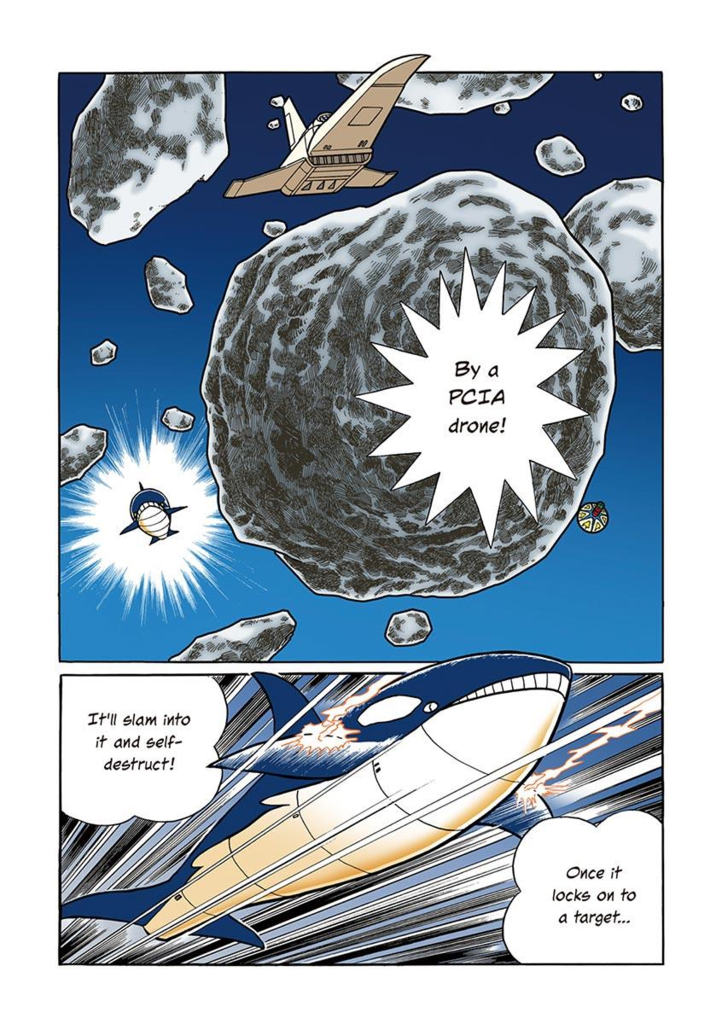 By a
PCIA
drone!
Once it
locks on to
a target...
It'll slam into
it and self-
destruct!